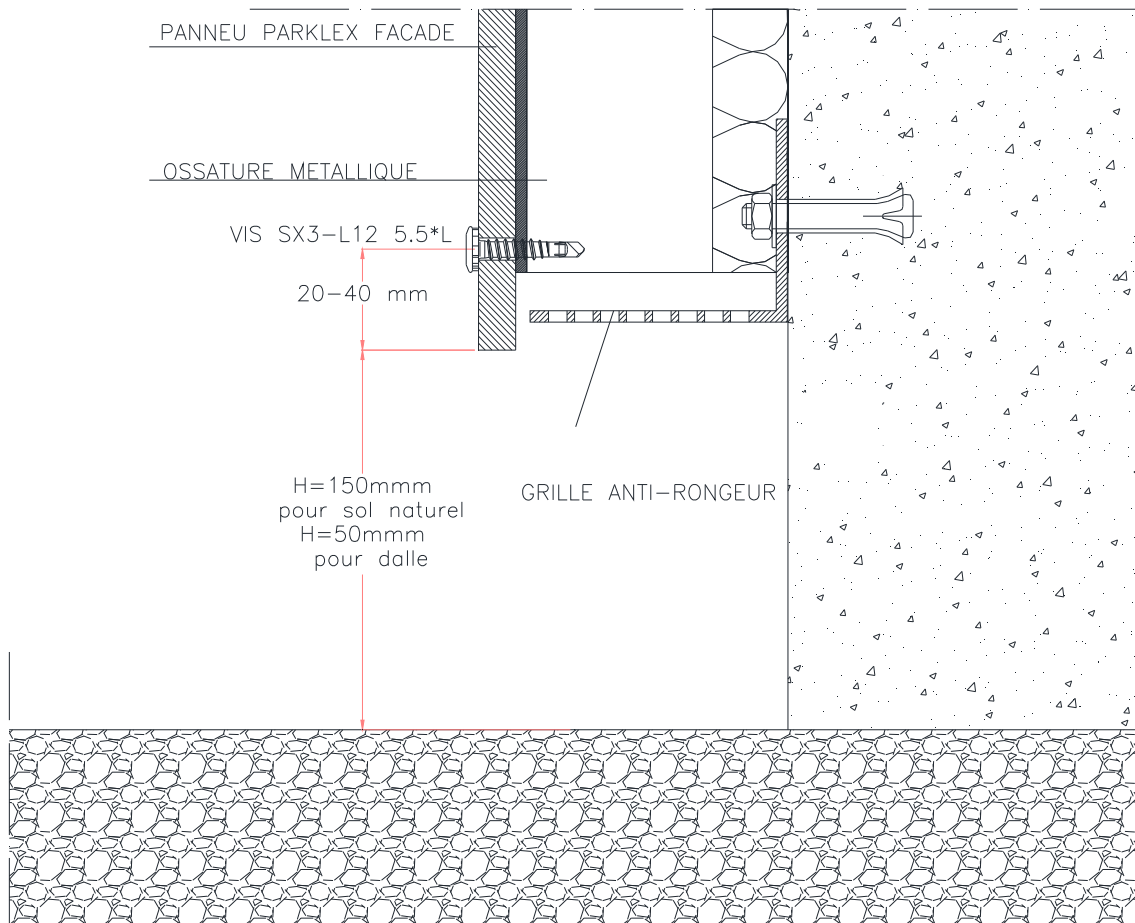 PANNEU PARKLEX FACADE
OSSATURE METALLIQUE
VIS SX3-L12 5.5*L
20-40 mm
H=150mmm
pour sol naturel
H=50mmm
pour dalle
GRILLE ANTI-RONGEUR